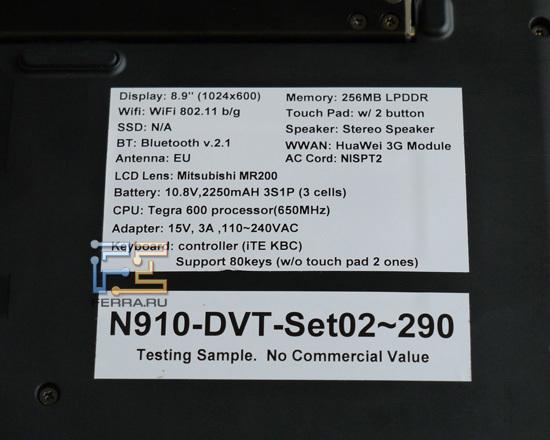 Display: 8.9'' (1024x600)
Memory: 256MB LPDDR
Wifi: WiFi 802.11 b/g
Touch Pad: w/ 2 button
SSD: N/A
Speaker: Stereo Speaker
BT: Bluetooth v.2.1
WWAN: HuaWei 3G Module
Antenna: EU
AC Cord: NISPT2
LCD Lens: Mitsubishi MR200
Battery: 10.8V,2250mAH 3S1P (3 cells)
CPU: Tegra 600 processor(650MHz)
Adapter: 15V, 3A ,110~240VAC
Keyboard: controller (iTE KBC)
Support 80keys (w/o touch pad 2 ones)
FERRA.RU
N910-DVT-Set02~290
Testing Sample. No Commercial Value